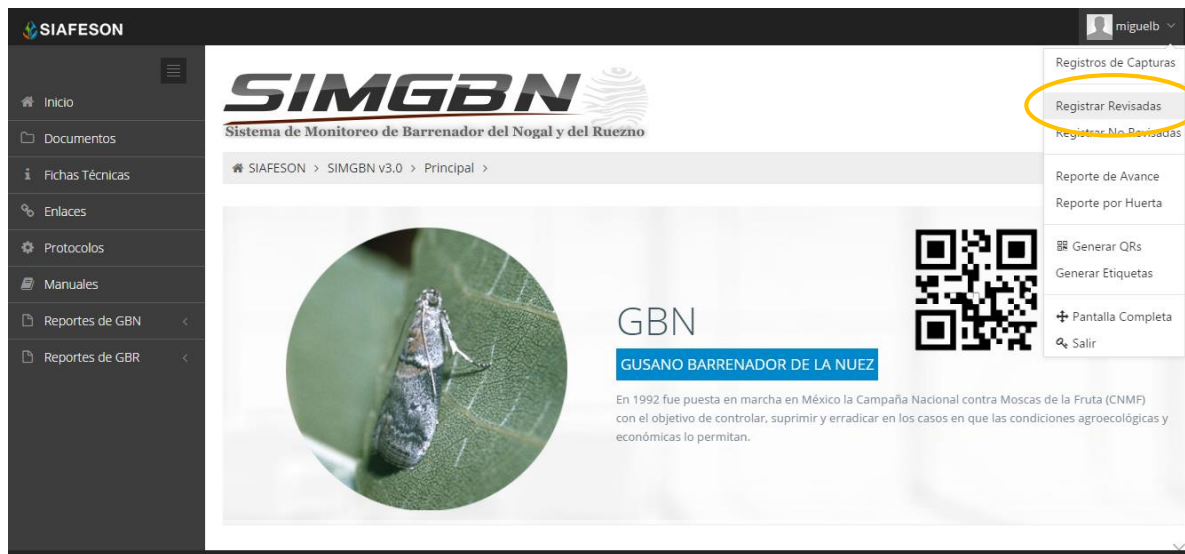 SIAFESON
miguelb
Inicio
Documentos
Fichas Técnicas
Enlaces
Protocolos
Manuales
Reportes de GBN
Reportes de GBR
SIMGBN
Sistema de Monitoreo de Barrenador del Nogal y del Ruezno
SIAFESON > SIMGBN v3.0 > Principal >
Registros de Capturas
Registrar Revisadas
Registrar No Revisadas
Reporte de Avance
Reporte por Huerta
Generar QRs
Generar Etiquetas
Pantalla Completa
Salir
GBN
GUSANO BARRENADOR DE LA NUEZ
En 1992 fue puesta en marcha en México la Campaña Nacional contra Moscas de la Fruta (CNMF)
con el objetivo de controlar, suprimir y erradicar en los casos en que las condiciones agroecológicas y
económicas lo permitan.